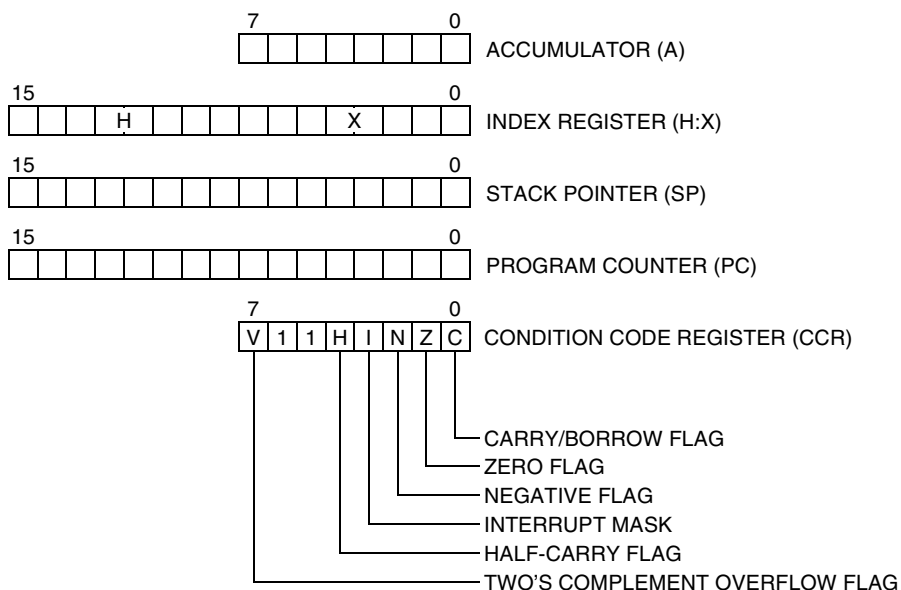 7 0
ACCUMULATOR (A)
15 0
H X INDEX REGISTER (H:X)
15 0
STACK POINTER (SP)
15 0
PROGRAM COUNTER (PC)
7 0
V 1 1 H I N Z C CONDITION CODE REGISTER (CCR)
CARRY/BORROW FLAG
ZERO FLAG
NEGATIVE FLAG
INTERRUPT MASK
HALF-CARRY FLAG
TWO'S COMPLEMENT OVERFLOW FLAG